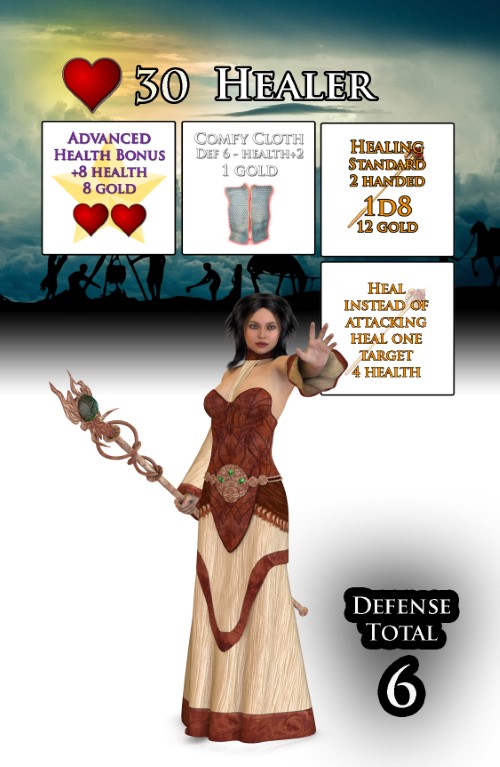 30 Healer
Advanced
Health Bonus
+8 health
8 gold
Comfy Cloth
Def 6 - health+2
1 gold
Healing
Standard
2 handed
1d8
12 gold
Heal
instead of
attacking
heal one
target
4 health
Defense
Total
6